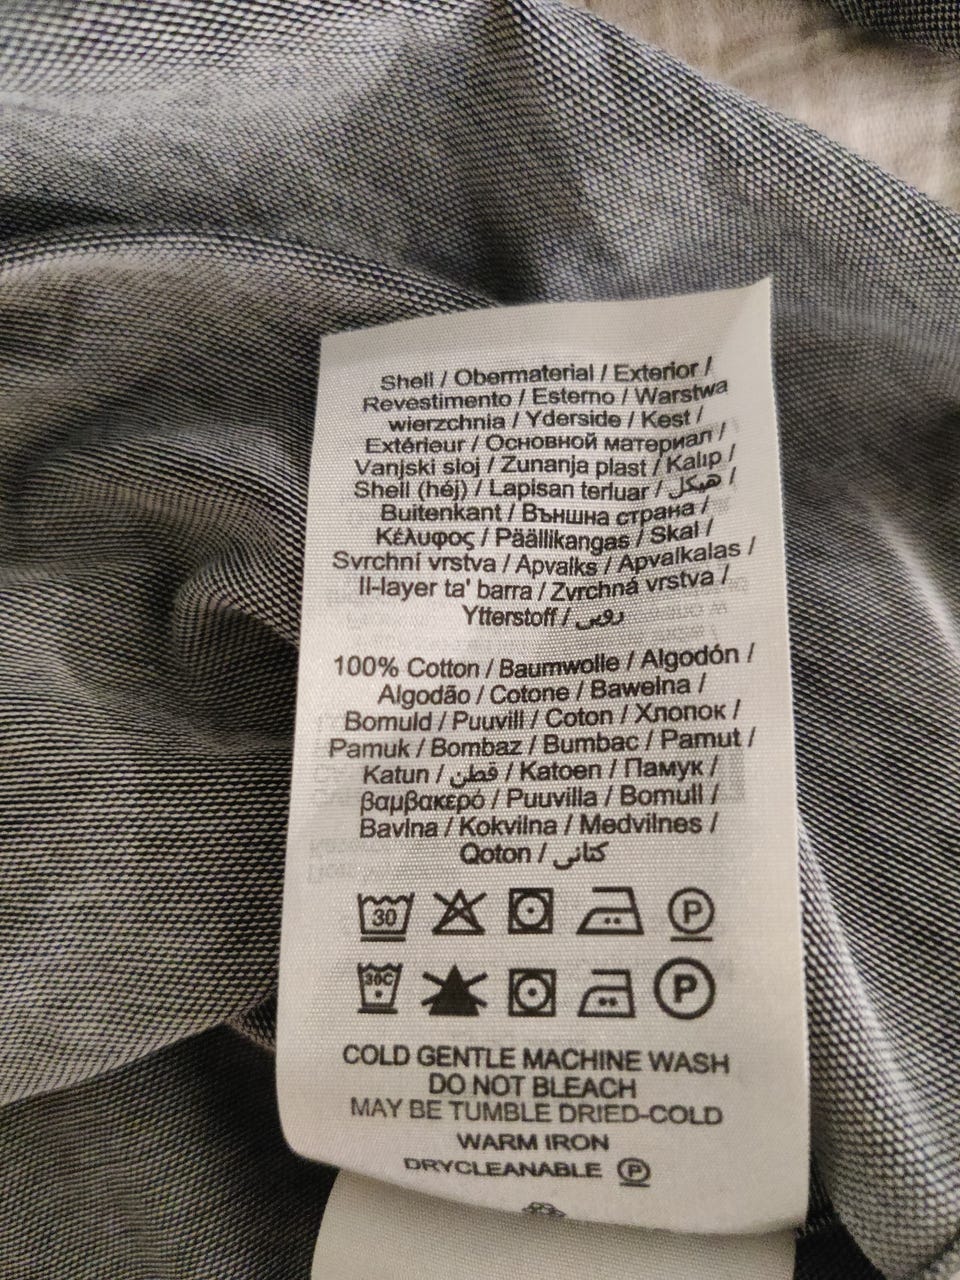 Shell / Obermaterial / Exterior /
Revestimento / Esterno / Warstwa
wierzchnia / Yderside / Kest /
Extérieur / Основной материал /
Vanjski sloj / Zunanja plast / Kalıp /
Shell (héj) / Lapisan terluar / هيكل /
Buitenkant / Външна страна /
Κέλυφος / Päällikangas / Skal /
Svrchní vrstva / Apvalks / Apvalkalas /
Il-layer ta' barra / Zvrchná vrstva /
Ytterstoff / رویی
100% Cotton / Baumwolle / Algodón /
Algodão / Cotone / Bawełna /
Bomuld / Puuvill / Coton / Хлопок /
Pamuk / Bombaz / Bumbac / Pamut /
Katun / قطن / Katoen / Памук /
βαμβακερό / Puuvilla / Bomull /
Bavlna / Kokvilna / Medvilnes /
Qoton / کتانی
30 P
30C P
COLD GENTLE MACHINE WASH
DO NOT BLEACH
MAY BE TUMBLE DRIED-COLD
WARM IRON
DRYCLEANABLE P